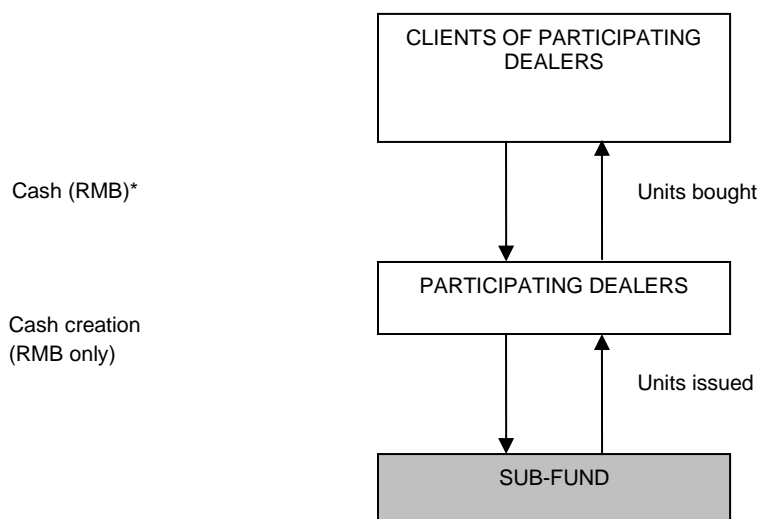 CLIENTS OF PARTICIPATING
DEALERS
Cash (RMB)*
Units bought
PARTICIPATING DEALERS
Cash creation
(RMB only)
Units issued
SUB-FUND